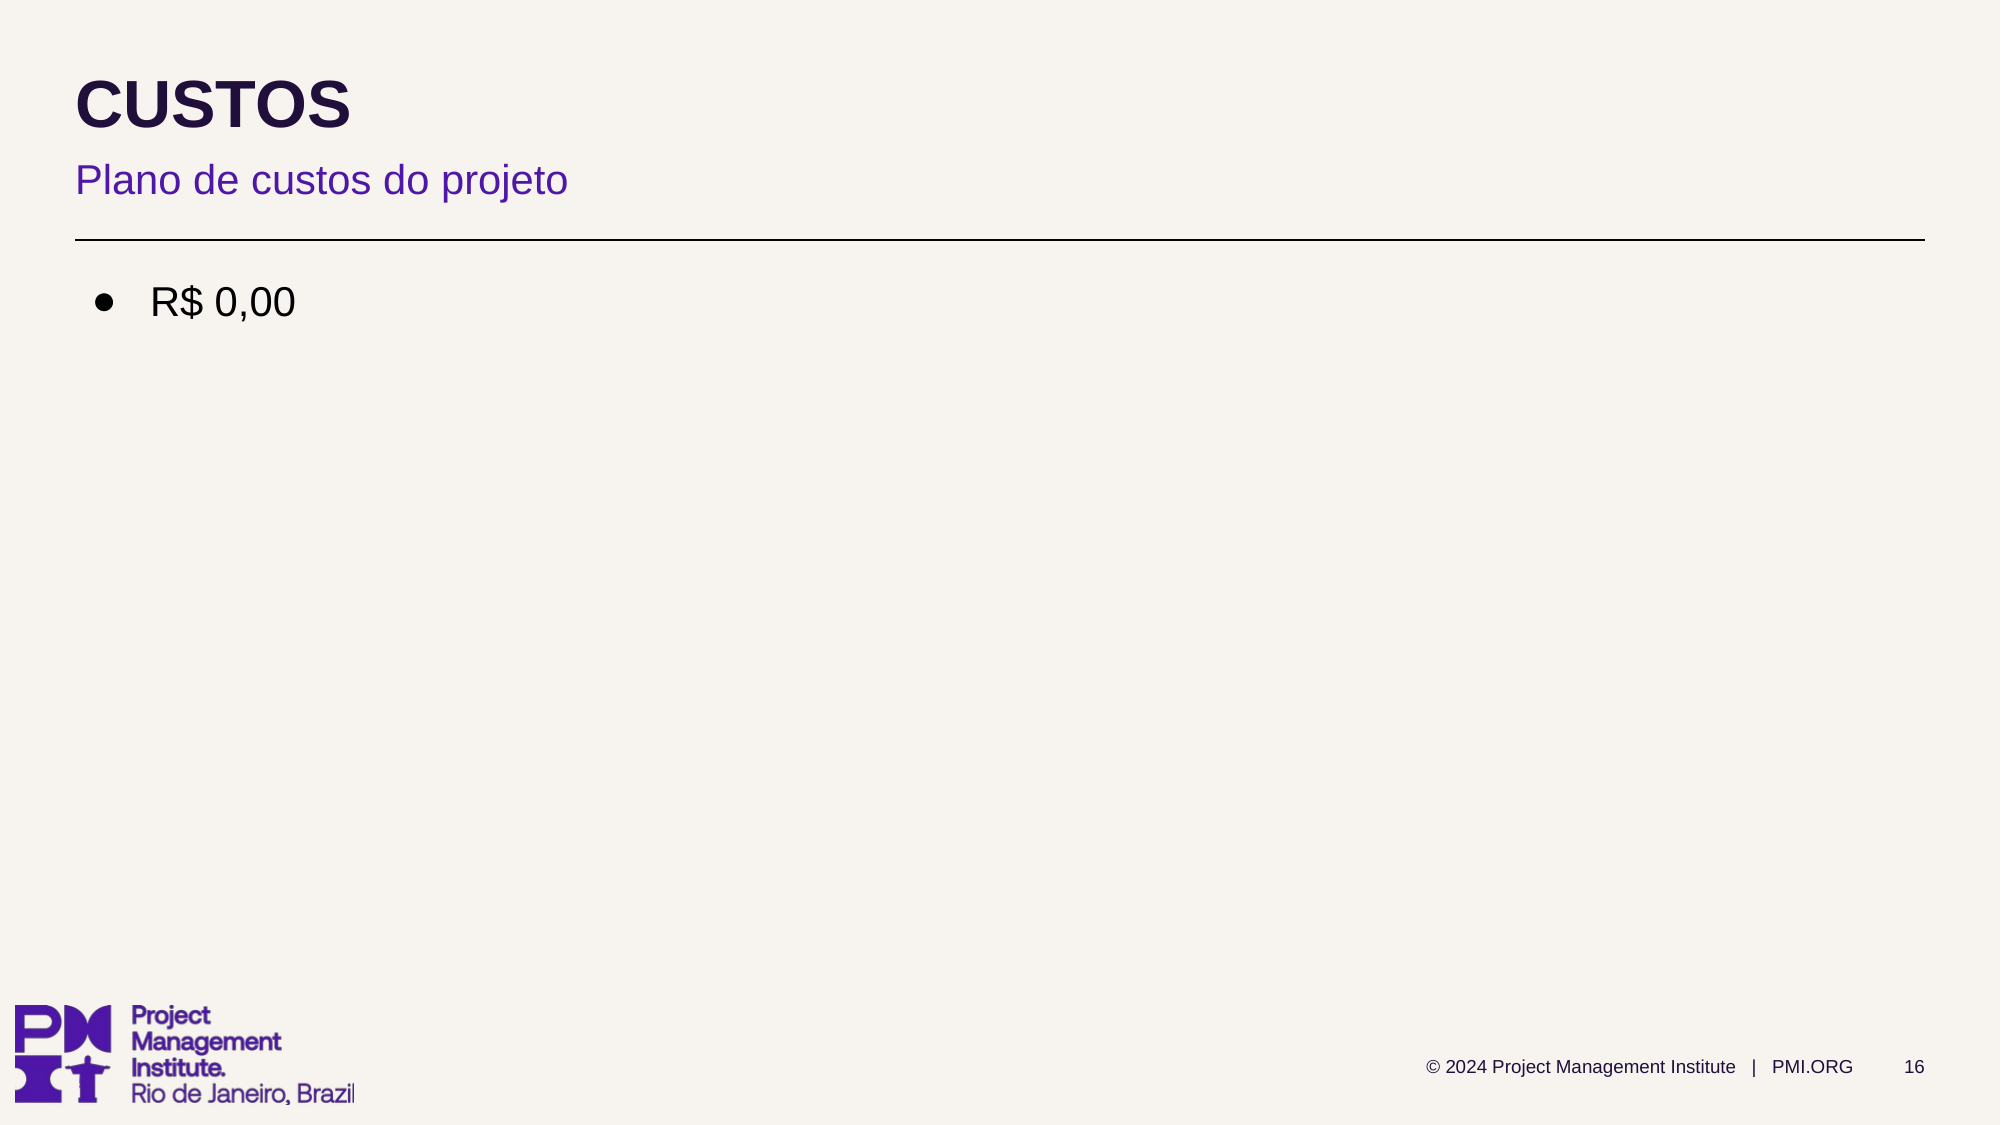 CUSTOS
Plano de custos do projeto
● R$ 0,00
Project
Management
Institute.
Rio de Janeiro, Brazil
© 2024 Project Management Institute | PMI.ORG 16